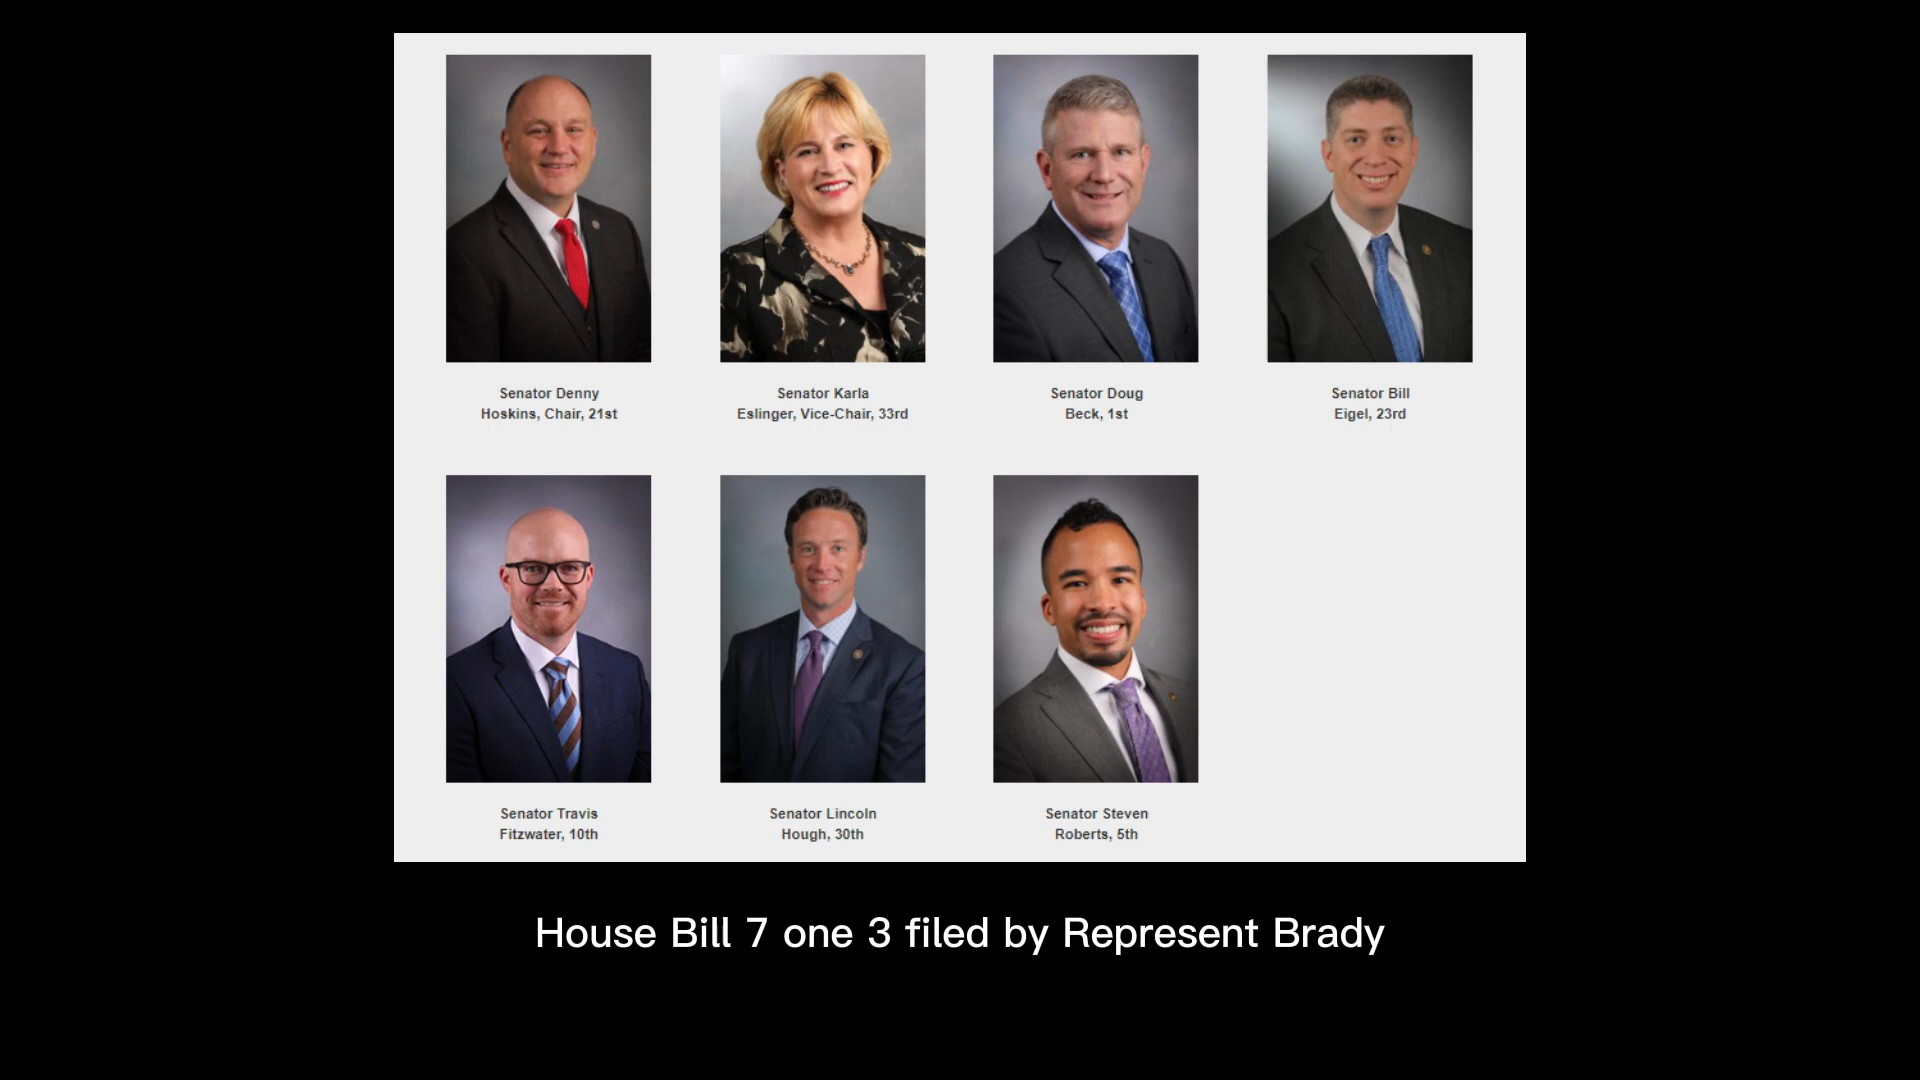 Senator Denny
Hoskins, Chair, 21st
Senator Karla
Eslinger, Vice-Chair, 33rd
Senator Doug
Beck, 1st
Senator Bill
Eigel, 23rd
Senator Travis
Fitzwater, 10th
Senator Lincoln
Hough, 30th
Senator Steven
Roberts, 5th
House Bill 7 one 3 filed by Represent Brady